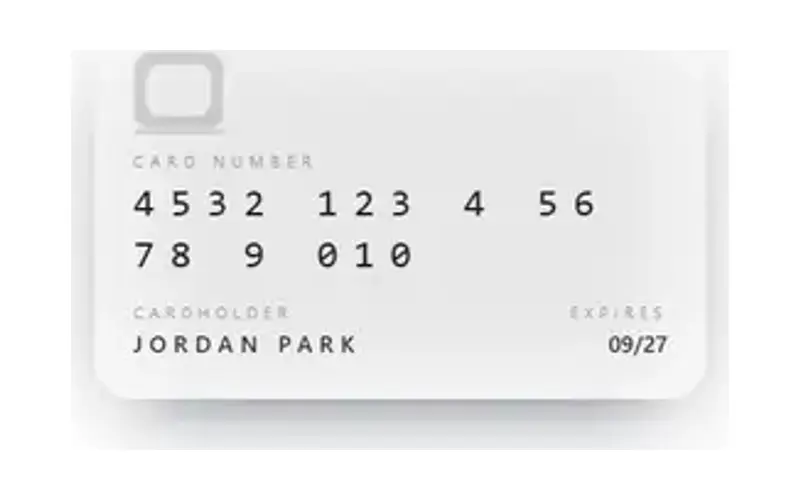 CARD NUMBER
4532 123 4 56
78 9 010
CARDHOLDER EXPIRES
JORDAN PARK 09/27